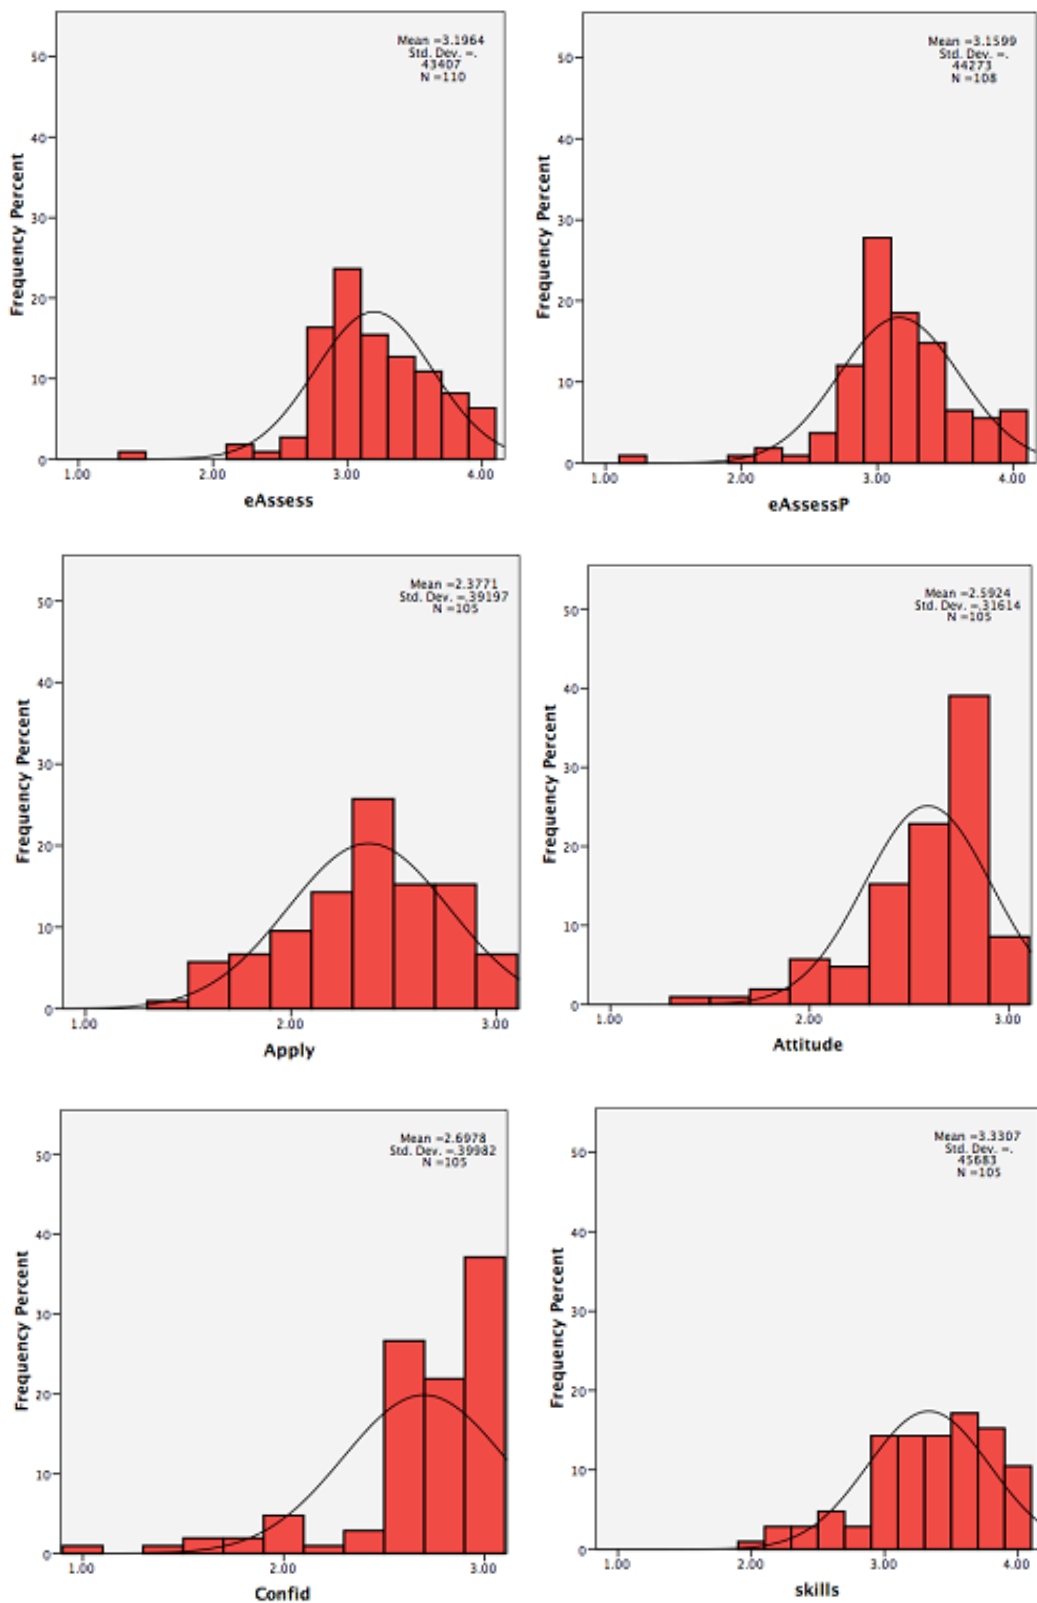 Mean =3.1964
Std. Dev. =.
43407
N =110
Frequency Percent
50
40
30
20
10
0
1.00 2.00 3.00 4.00
eAssess
Mean =3.1599
Std. Dev. =.
44273
N =108
Frequency Percent
50
40
30
20
10
0
1.00 2.00 3.00 4.00
eAssessP
Mean =2.3771
Std. Dev. =.39197
N =105
Frequency Percent
50
40
30
20
10
0
1.00 2.00 3.00
Apply
Mean =2.5924
Std. Dev. =.31614
N =105
Frequency Percent
50
40
30
20
10
0
1.00 2.00 3.00
Attitude
Mean =2.6978
Std. Dev. =.39982
N =105
Frequency Percent
50
40
30
20
10
0
1.00 2.00 3.00
Confid
Mean =3.3307
Std. Dev. =.
45683
N =105
Frequency Percent
50
40
30
20
10
0
1.00 2.00 3.00 4.00
skills